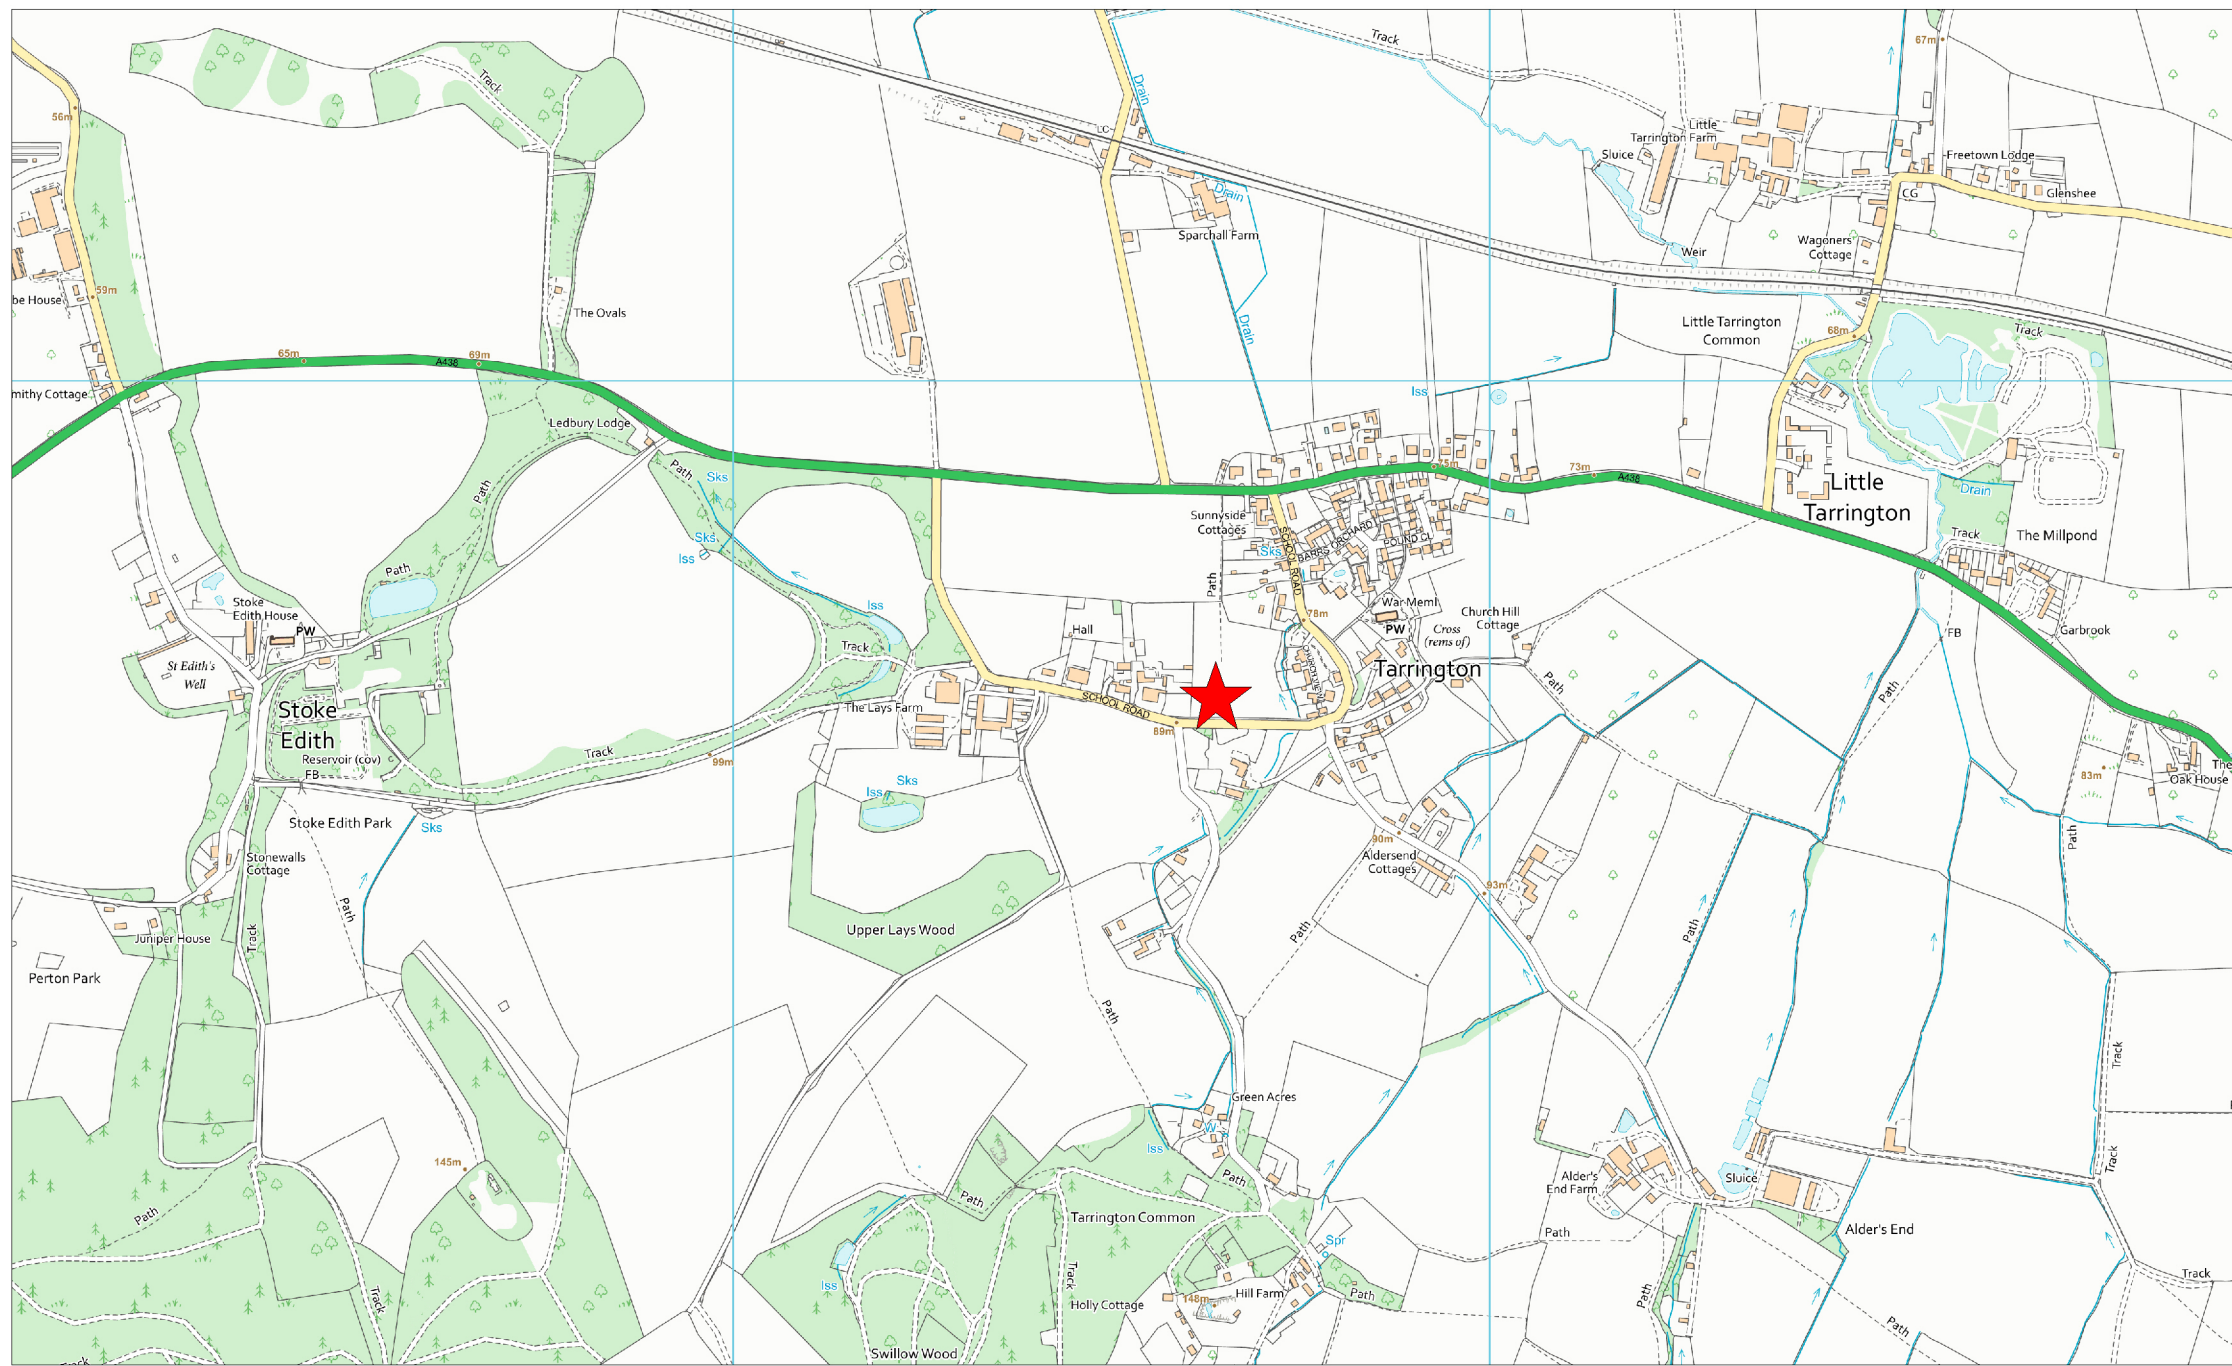 Track
67m
Track
56m
Drain
LC
Little
Tarrington Farm
Sluice
Freetown Lodge
CG
Glenshee
Drain
Sparchall Farm
Wagoners
Cottage
Weir
be House
59m
The Ovals
Drain
Little Tarrington
Common
68m
Track
65m
69m
A438
mithy Cottage
Iss
Ledbury Lodge
Path
Sks
75m
73m
A438
Little
Tarrington
Drain
Path
Sunnyside
Cottages
SCHOOL ROAD
BARRS ORCHARD
POUND CL
Sks
Sks
Iss
Track
The Millpond
Path
Path
Stoke
Edith House
PW
Iss
78m
War Meml
PW
Cross
(rems of)
Church Hill
Cottage
Hall
FB
Garbrook
St Edith's
Well
Track
CHURCH VIEW
Tarrington
Path
Path
Stoke
Edith
The Lays Farm
SCHOOL ROAD
89m
Reservoir (cov)
FB
Track
99m
The
Oak House
83m
Sks
Iss
Stoke Edith Park
Sks
Path
90m
Aldersend
Cottages
93m
Stonewalls
Cottage
Path
Track
Juniper House
Upper Lays Wood
Path
Path
Perton Park
Path
Track
Green Acres
W
Iss
145m
Path
Path
Alder's
End Farm
Sluice
Track
Path
Tarrington Common
Alder's End
Path
Spr
Iss
Track
Track
Track
Holly Cottage
148m
Hill Farm
Path
Path
Path
Swillow Wood
Track